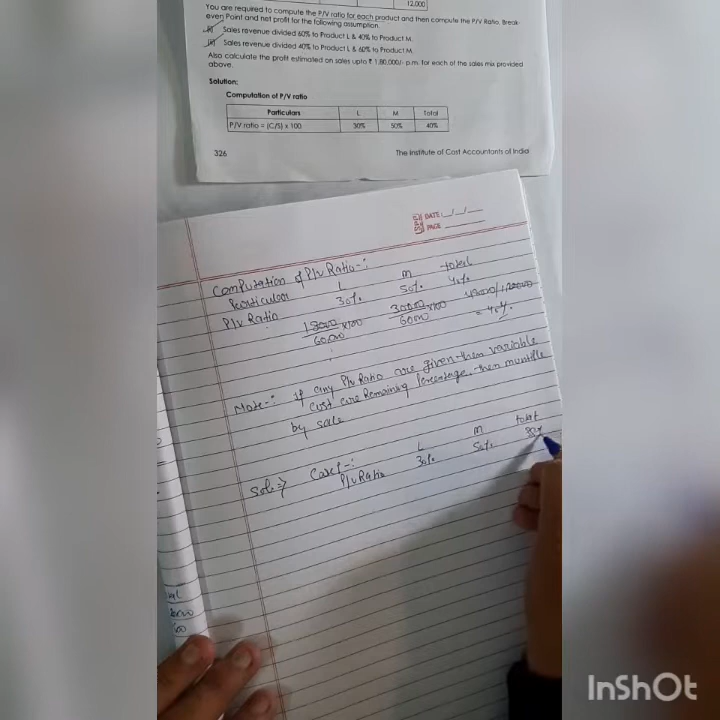 12,000
You are required to compute the P/V ratio for each product and then compute the P/V Ratio, Break-
even Point and net profit for the following assumption.
Sales revenue divided 60% to Product L & 40% to Product M.
Sales revenue divided 40% to Product L & 60% to Product M.
Also calculate the profit estimated on sales upto ₹ 1,80,000/- p.m. for each of the sales mix provided
above.
Solution:
Computation of P/V ratio
Particulars L M Total
P/V ratio = (C/S) x 100 30% 50% 40%
326 The Institute of Cost Accountants of India
DATE
PAGE
Computation of P/V Ratio-:
Particular L M total
P/V Ratio 30% 50% 40%
18000/60000 x100 30000/60000 x100 48000/1,20000
= 40%
Note-: If any P/V Ratio are given then variable
cost are Remaining Percentage, then multile
by sale
Sol.=> Case1-: L M total
P/V Ratio 30% 50%
InShOt